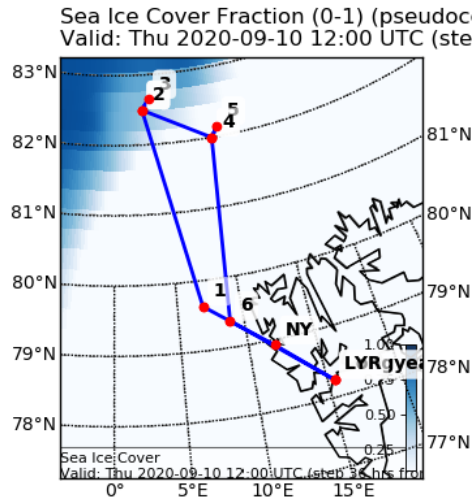 Sea Ice Cover Fraction (0-1) (pseudoc
Valid: Thu 2020-09-10 12:00 UTC (ste
83°N
3
2
5
4
82°N
81°N
81°N
80°N
80°N
1
6
79°N
NY
79°N
1.00
LYR gyea
78°N
78°N
0.50
77°N
0.25
Sea Ice Cover
Valid: Thu 2020-09-10 12:00 UTC (step 36 hrs from
0°
5°E
10°E
15°E